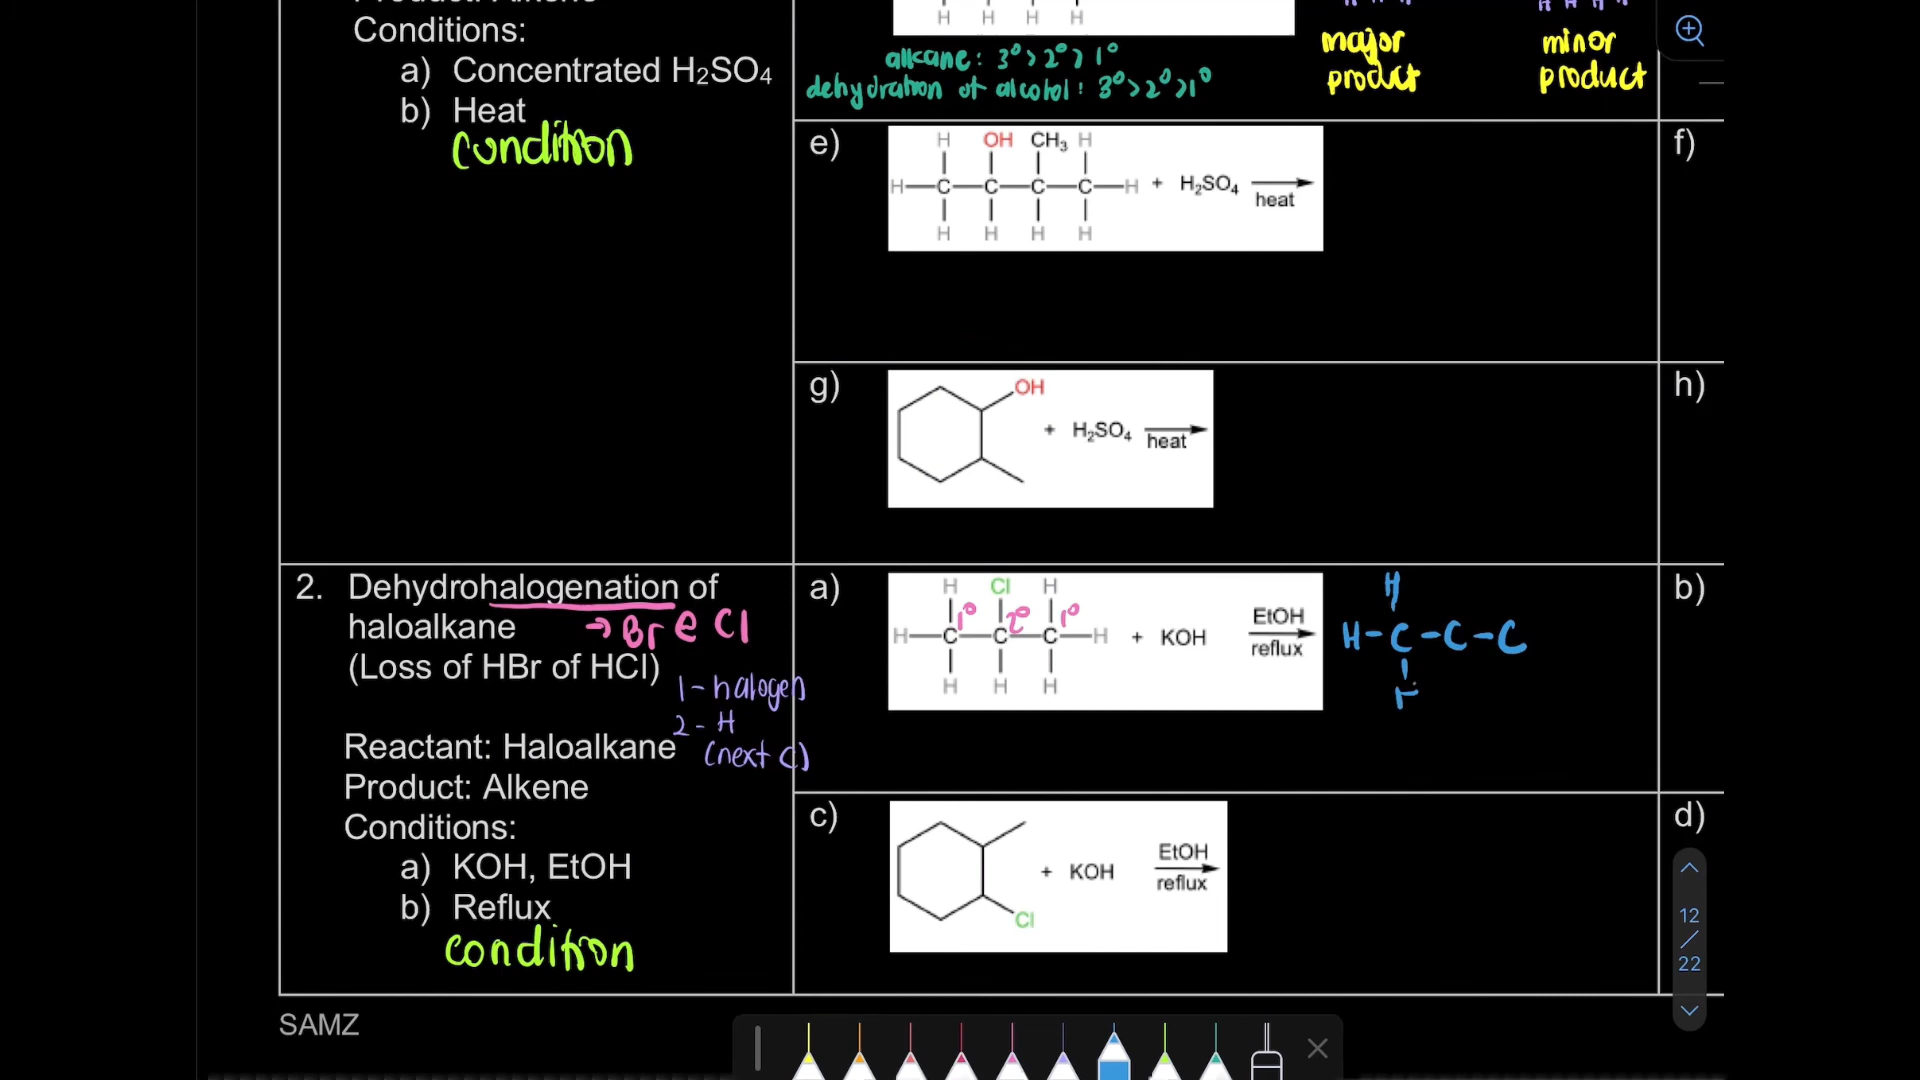 Conditions:
a) Concentrated H₂SO₄
b) Heat
condition
H H H H
alkane: 3° > 2° > 1°
dehydration of alcohol: 3° > 2° > 1°
major product
minor product
e)
H OH CH₃ H
H—C—C—C—C—H + H₂SO₄ heat
H H H H
f)
g)
OH
+ H₂SO₄ heat
h)
2. Dehydrohalogenation of
haloalkane → Br @ Cl
(Loss of HBr of HCl)
1 - halogen
2 - H
(next C)
Reactant: Haloalkane
Product: Alkene
Conditions:
a) KOH, EtOH
b) Reflux
condition
a)
H Cl H
1° 2° 1°
H—C—C—C—H + KOH EtOH reflux
H H H
H
H-C-C-C
b)
c)
+ KOH EtOH reflux
Cl
d)
12
/
22
SAMZ